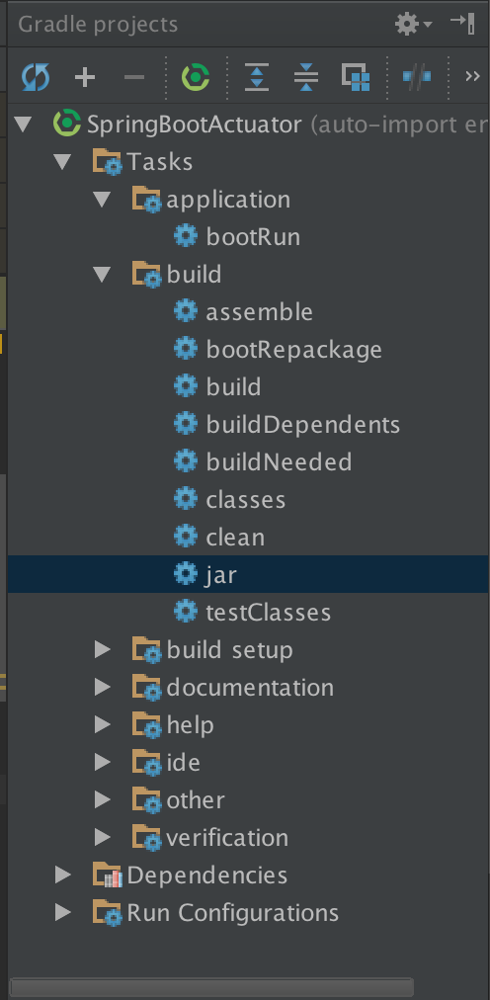 Gradle projects
SpringBootActuator (auto-import er
Tasks
application
bootRun
build
assemble
bootRepackage
build
buildDependents
buildNeeded
classes
clean
jar
testClasses
build setup
documentation
help
ide
other
verification
Dependencies
Run Configurations